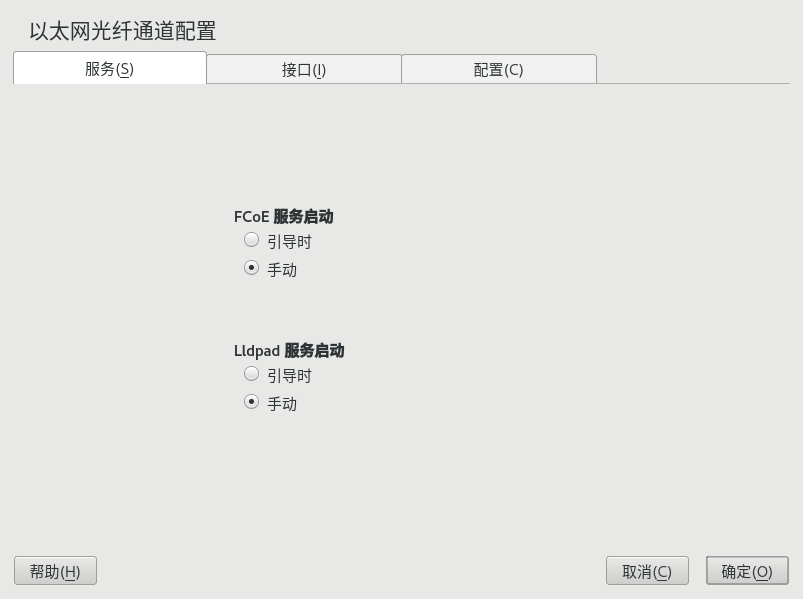 以太网光纤通道配置
服务(S)
接口(I)
配置(C)
FCoE 服务启动
引导时
手动
Lldpad 服务启动
引导时
手动
帮助(H)
取消(C)
确定(O)